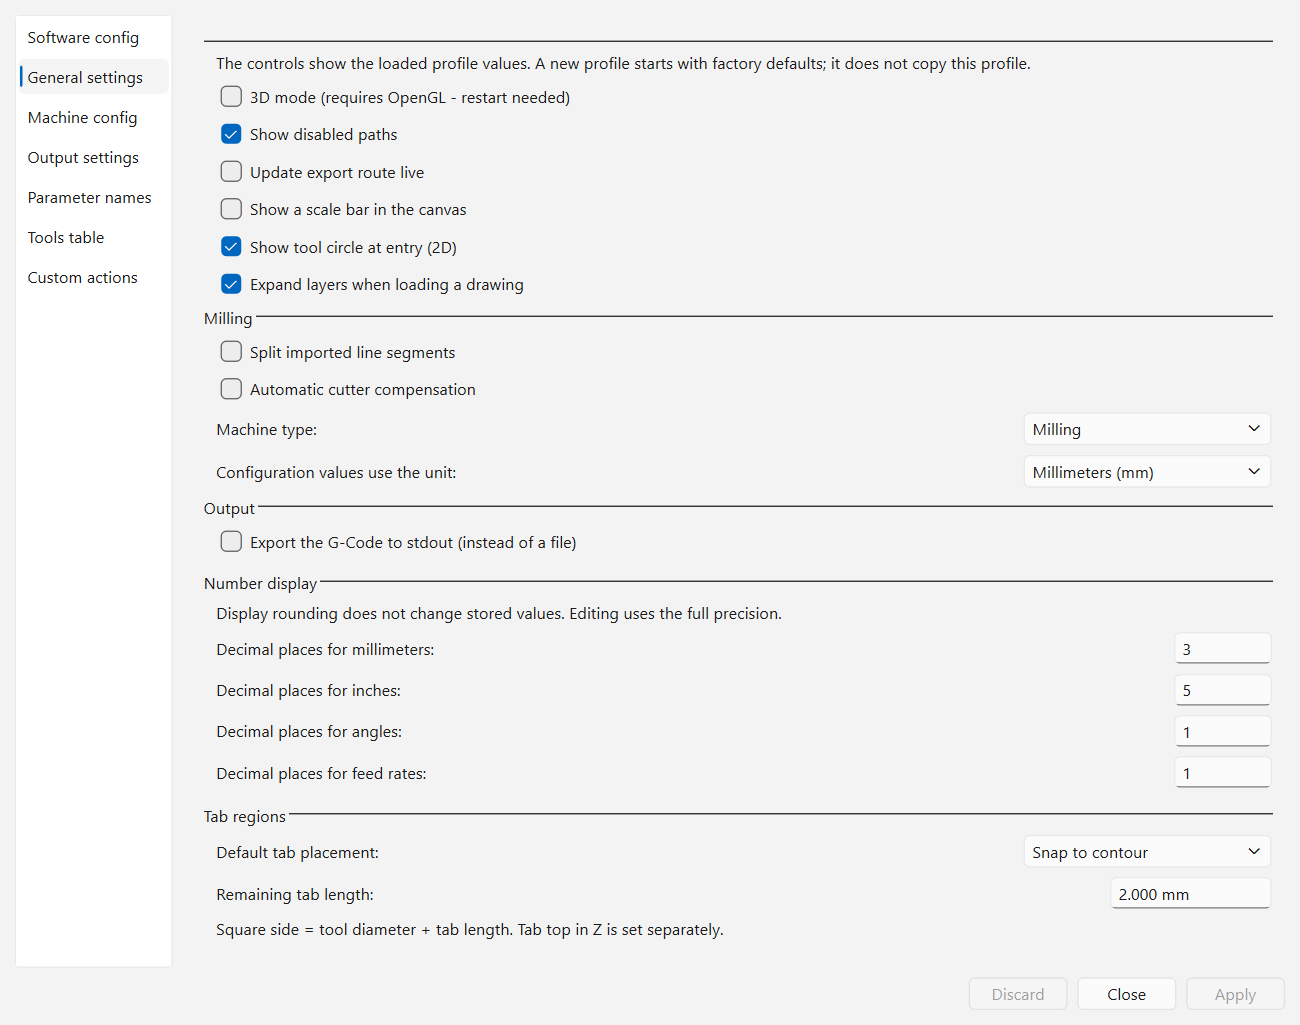 Software config
General settings
Machine config
Output settings
Parameter names
Tools table
Custom actions
The controls show the loaded profile values. A new profile starts with factory defaults; it does not copy this profile.
3D mode (requires OpenGL - restart needed)
Show disabled paths
Update export route live
Show a scale bar in the canvas
Show tool circle at entry (2D)
Expand layers when loading a drawing
Milling
Split imported line segments
Automatic cutter compensation
Machine type: Milling
Configuration values use the unit: Millimeters (mm)
Output
Export the G-Code to stdout (instead of a file)
Number display
Display rounding does not change stored values. Editing uses the full precision.
Decimal places for millimeters: 3
Decimal places for inches: 5
Decimal places for angles: 1
Decimal places for feed rates: 1
Tab regions
Default tab placement: Snap to contour
Remaining tab length: 2.000 mm
Square side = tool diameter + tab length. Tab top in Z is set separately.
Discard Close Apply